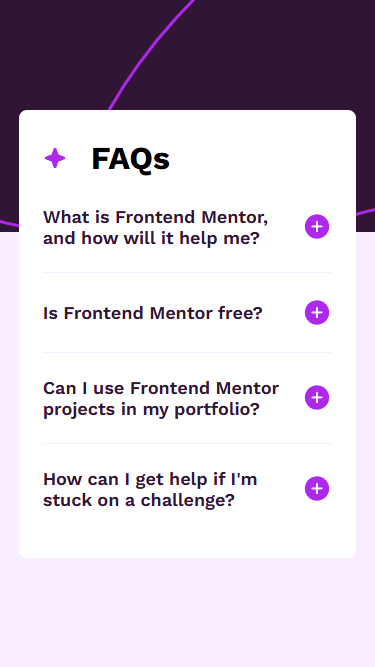 FAQs
What is Frontend Mentor,
and how will it help me?
Is Frontend Mentor free?
Can I use Frontend Mentor
projects in my portfolio?
How can I get help if I'm
stuck on a challenge?